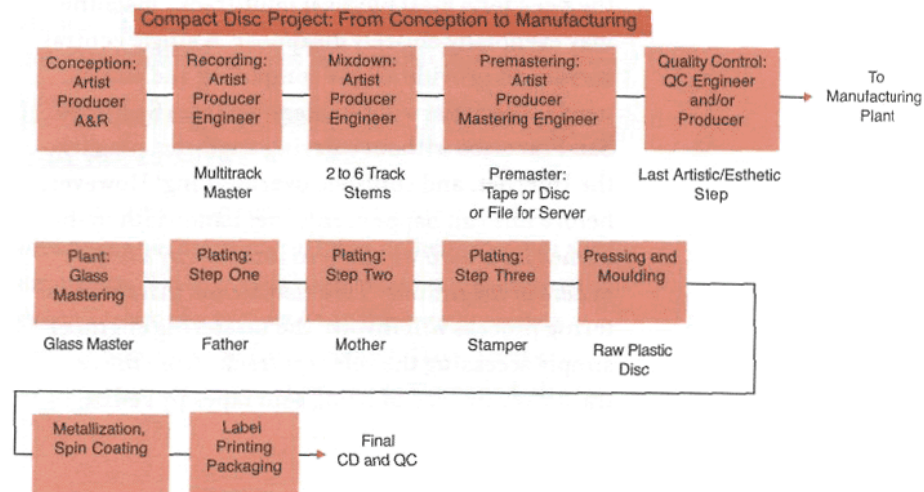 Compact Disc Project: From Conception to Manufacturing
Conception:
Artist
Producer
A&R
Recording:
Artist
Producer
Engineer
Mixdown:
Artist
Producer
Engineer
Premastering:
Artist
Producer
Mastering Engineer
Quality Control:
QC Engineer
and/or
Producer
To
Manufacturing
Plant
Multitrack
Master
2 to 6 Track
Stems
Premaster:
Tape or Disc
or File for Server
Last Artistic/Esthetic
Step
Plant:
Glass
Mastering
Plating:
Step One
Plating:
Step Two
Plating:
Step Three
Pressing and
Moulding
Glass Master
Father
Mother
Stamper
Raw Plastic
Disc
Metallization,
Spin Coating
Label
Printing
Packaging
Final
CD and QC